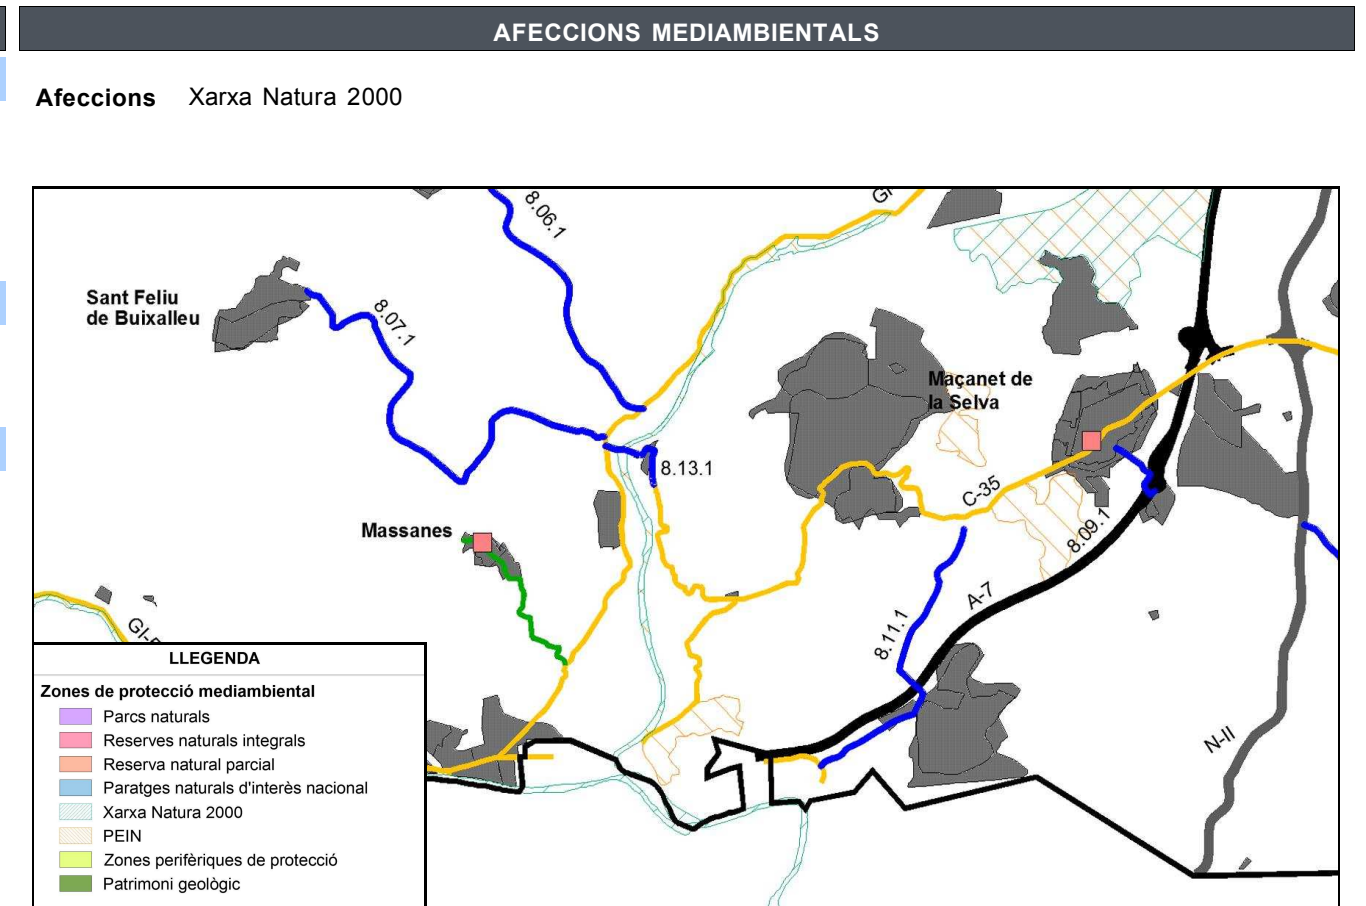 AFECCIONS MEDIAMBIENTALS
Afeccions Xarxa Natura 2000
8.06.1
Sant Feliu
de Buixalleu
8.07.1
Maçanet de
la Selva
8.13.1
C-35
Massanes
8.09.1
A-7
8.11.1
N-II
LLEGENDA
Zones de protecció mediambiental
Parcs naturals
Reserves naturals integrals
Reserva natural parcial
Paratges naturals d'interès nacional
Xarxa Natura 2000
PEIN
Zones perifèriques de protecció
Patrimoni geològic